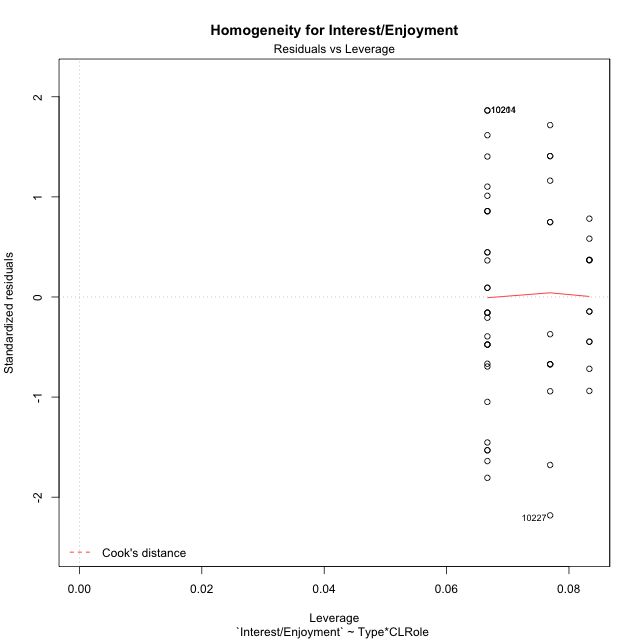 Homogeneity for Interest/Enjoyment
Residuals vs Leverage
2
1
0
-1
-2
Standardized residuals
10227
Cook's distance
0.00 0.02 0.04 0.06 0.08
Leverage
`Interest/Enjoyment` ~ Type*CLRole